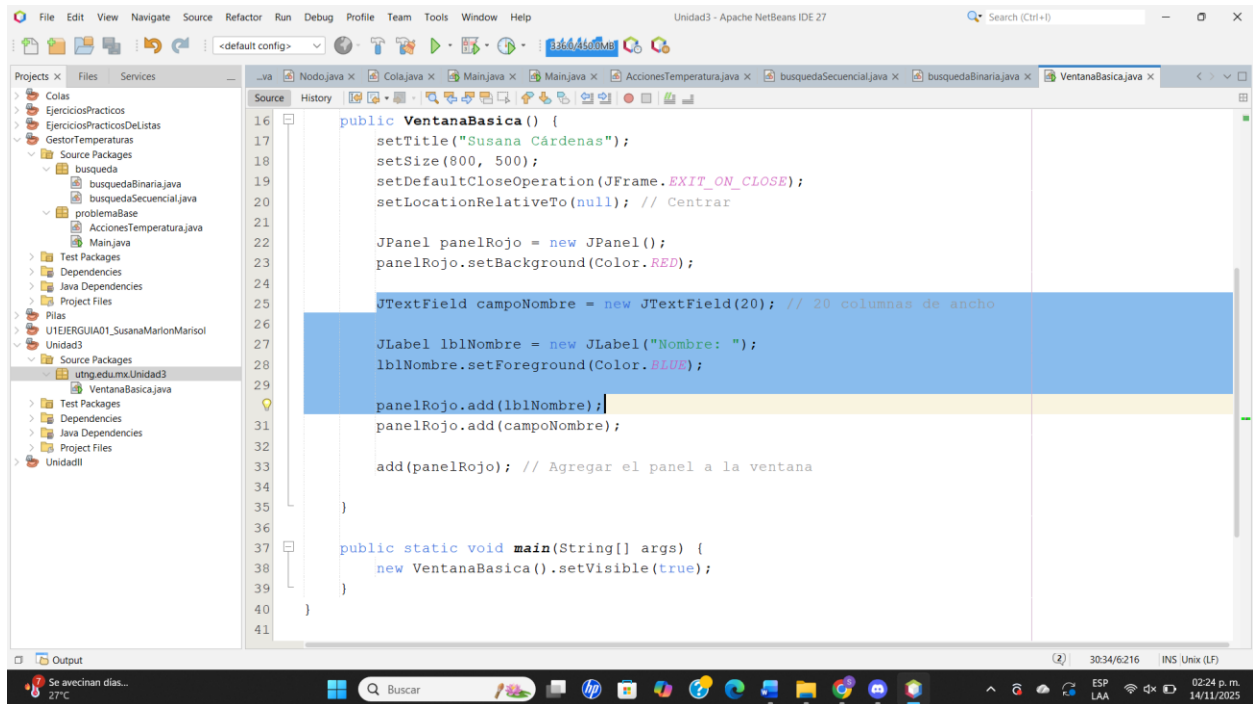 File Edit View Navigate Source Refactor Run Debug Profile Team Tools Window Help
Unidad3 - Apache NetBeans IDE 27
Search (Ctrl+I)
<default config>
336.0/450.0MB
Projects Files Services
...va Nodo.java Cola.java Main.java Main.java AccionesTemperatura.java busquedaSecuencial.java busquedaBinaria.java VentanaBasica.java
Source History
Colas
EjerciciosPracticos
EjerciciosPracticosDeListas
GestorTemperaturas
Source Packages
busqueda
busquedaBinaria.java
busquedaSecuencial.java
problemaBase
AccionesTemperatura.java
Main.java
Test Packages
Dependencies
Java Dependencies
Project Files
Pilas
U1EJERGUIA01_SusanaMarlonMarisol
Unidad3
Source Packages
utng.edu.mx.Unidad3
VentanaBasica.java
Test Packages
Dependencies
Java Dependencies
Project Files
UnidadII
16 public VentanaBasica() {
17 setTitle("Susana Cárdenas");
18 setSize(800, 500);
19 setDefaultCloseOperation(JFrame.EXIT_ON_CLOSE);
20 setLocationRelativeTo(null); // Centrar
21
22 JPanel panelRojo = new JPanel();
23 panelRojo.setBackground(Color.RED);
24
25 JTextField campoNombre = new JTextField(20); // 20 columnas de ancho
26
27 JLabel lblNombre = new JLabel("Nombre: ");
28 lblNombre.setForeground(Color.BLUE);
29
panelRojo.add(lblNombre);
31 panelRojo.add(campoNombre);
32
33 add(panelRojo); // Agregar el panel a la ventana
34
35 }
36
37 public static void main(String[] args) {
38 new VentanaBasica().setVisible(true);
39 }
40 }
41
Output
2 30:34/6:216 INS Unix (LF)
7 Se avecinan días...
27°C
Buscar
ESP
LAA
02:24 p. m.
14/11/2025